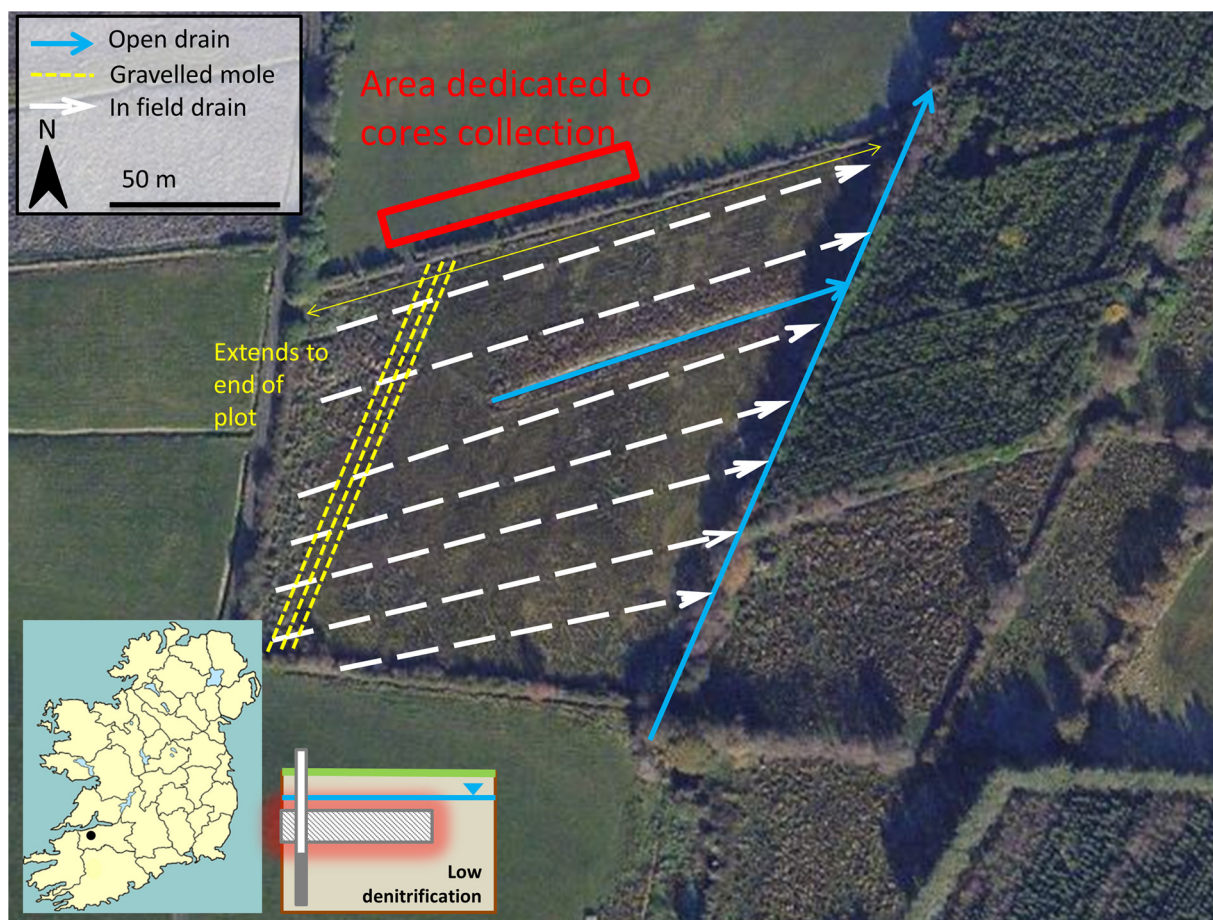 Open drain
Gravelled mole
In field drain
N
50 m
Area dedicated to
cores collection
Extends to
end of
plot
Low
denitrification